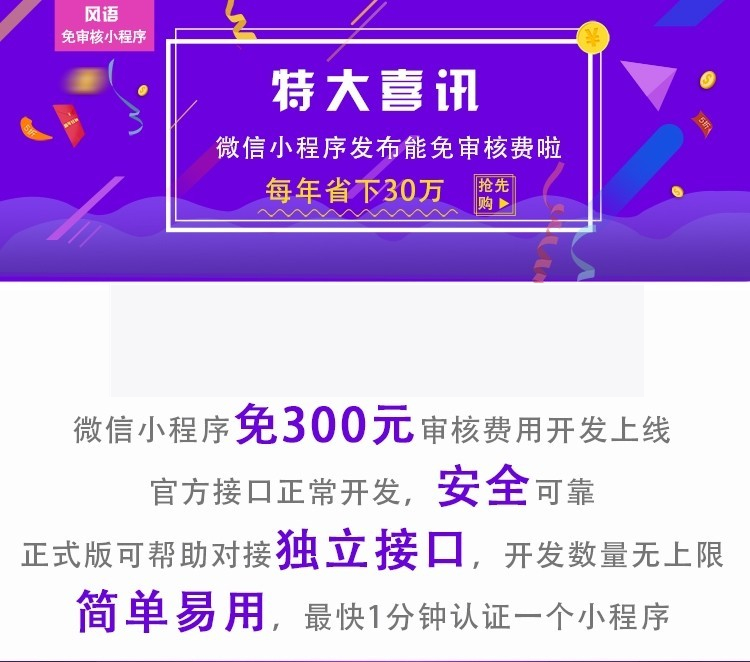 风语
免审核小程序
特大喜讯
微信小程序发布能免审核费啦
每年省下30万
抢先
购
微信小程序免300元审核费用开发上线
官方接口正常开发，安全可靠
正式版可帮助对接独立接口，开发数量无上限
简单易用，最快1分钟认证一个小程序